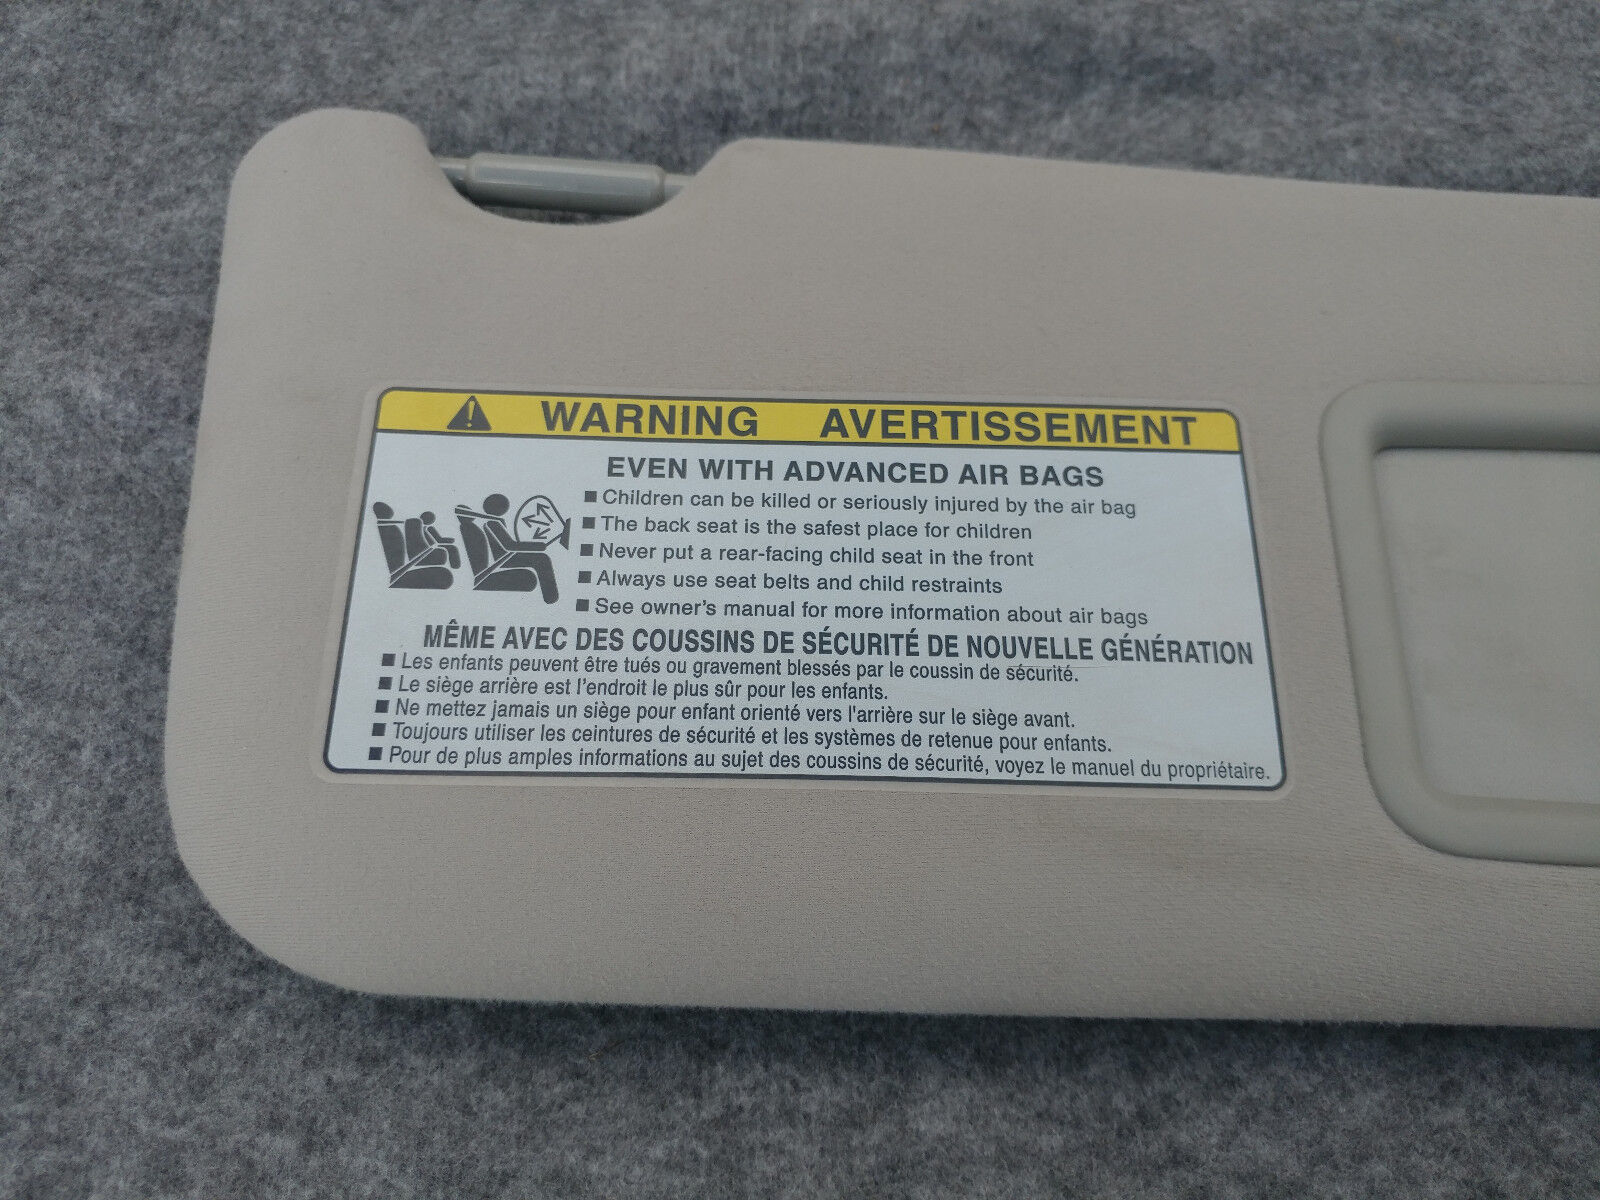 WARNING AVERTISSEMENT
EVEN WITH ADVANCED AIR BAGS
■ Children can be killed or seriously injured by the air bag
■ The back seat is the safest place for children
■ Never put a rear-facing child seat in the front
■ Always use seat belts and child restraints
■ See owner's manual for more information about air bags
MÊME AVEC DES COUSSINS DE SÉCURITÉ DE NOUVELLE GÉNÉRATION
■ Les enfants peuvent être tués ou gravement blessés par le coussin de sécurité.
■ Le siège arrière est l'endroit le plus sûr pour les enfants.
■ Ne mettez jamais un siège pour enfant orienté vers l'arrière sur le siège avant.
■ Toujours utiliser les ceintures de sécurité et les systèmes de retenue pour enfants.
■ Pour de plus amples informations au sujet des coussins de sécurité, voyez le manuel du propriétaire.